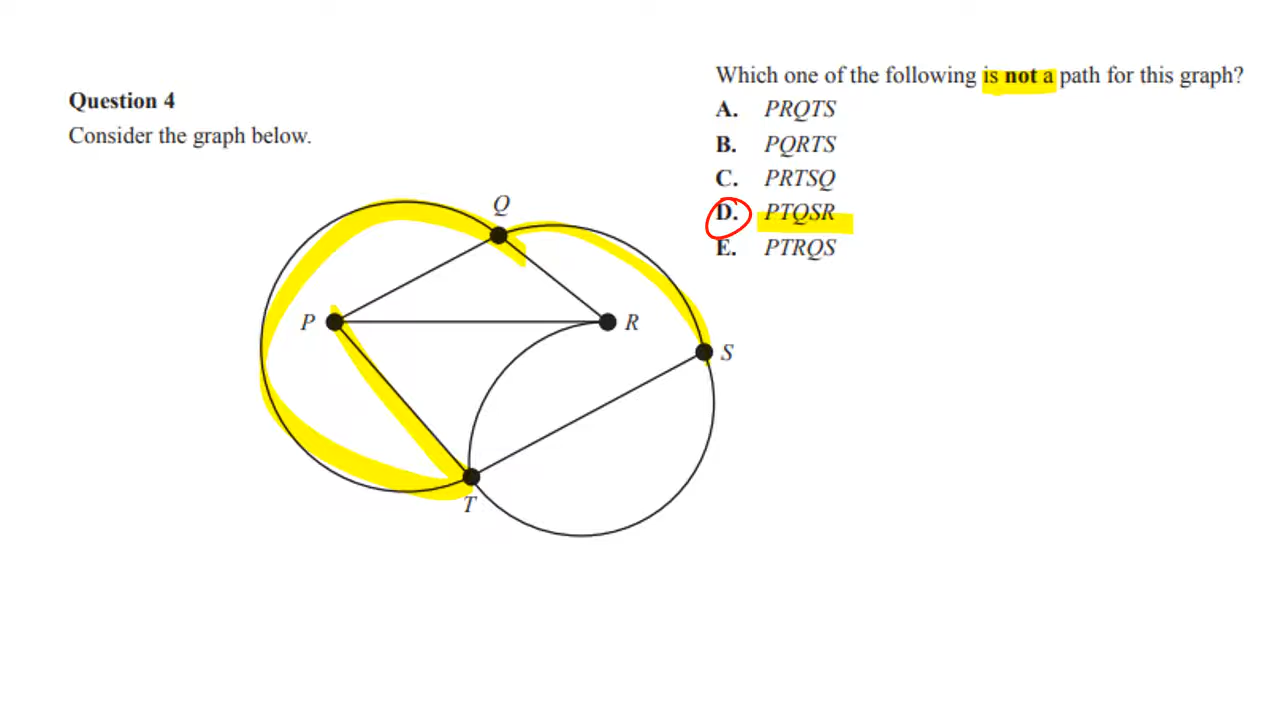 Question 4
Consider the graph below.
Which one of the following is not a path for this graph?
A. PRQTS
B. PQRTS
C. PRTSQ
D. PTQSR
E. PTRQS
Q
P
R
S
T